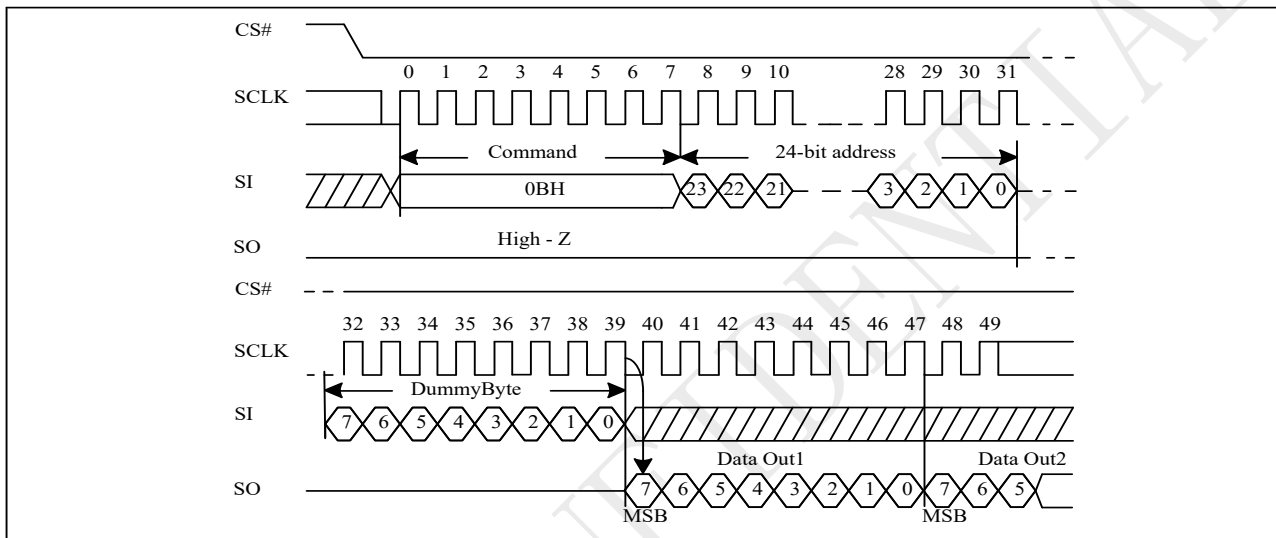 CS#
0 1 2 3 4 5 6 7 8 9 10 28 29 30 31
SCLK
Command 24-bit address
SI 0BH 23 22 21 3 2 1 0
High - Z
SO
CS#
32 33 34 35 36 37 38 39 40 41 42 43 44 45 46 47 48 49
SCLK
DummyByte
SI 7 6 5 4 3 2 1 0
Data Out1 Data Out2
SO 7 6 5 4 3 2 1 0 7 6 5
MSB MSB